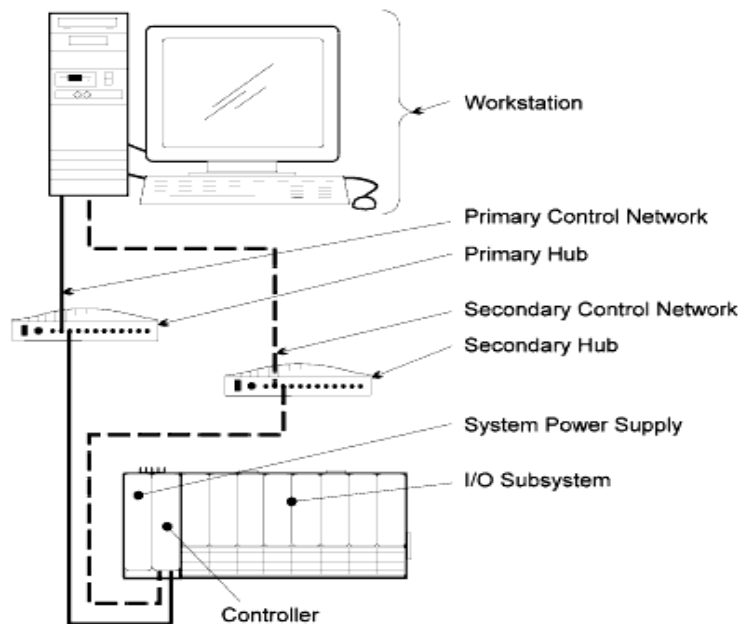 Workstation
Primary Control Network
Primary Hub
Secondary Control Network
Secondary Hub
System Power Supply
I/O Subsystem
Controller